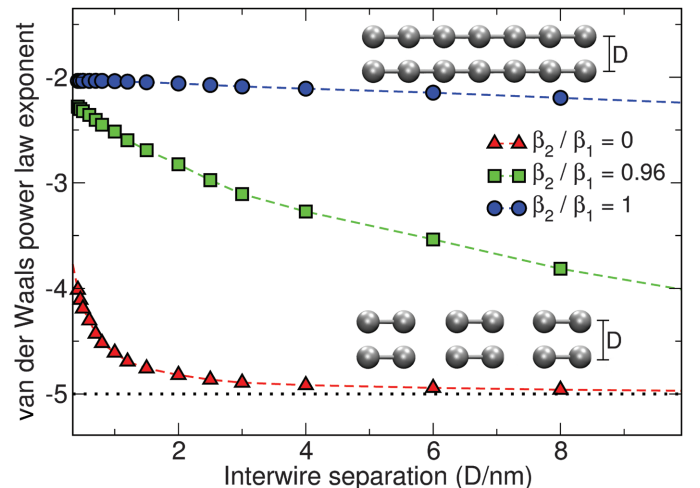 van der Waals power law exponent
-2
-3
-4
-5
D
β₂ / β₁ = 0
β₂ / β₁ = 0.96
β₂ / β₁ = 1
D
2 4 6 8
Interwire separation (D/nm)